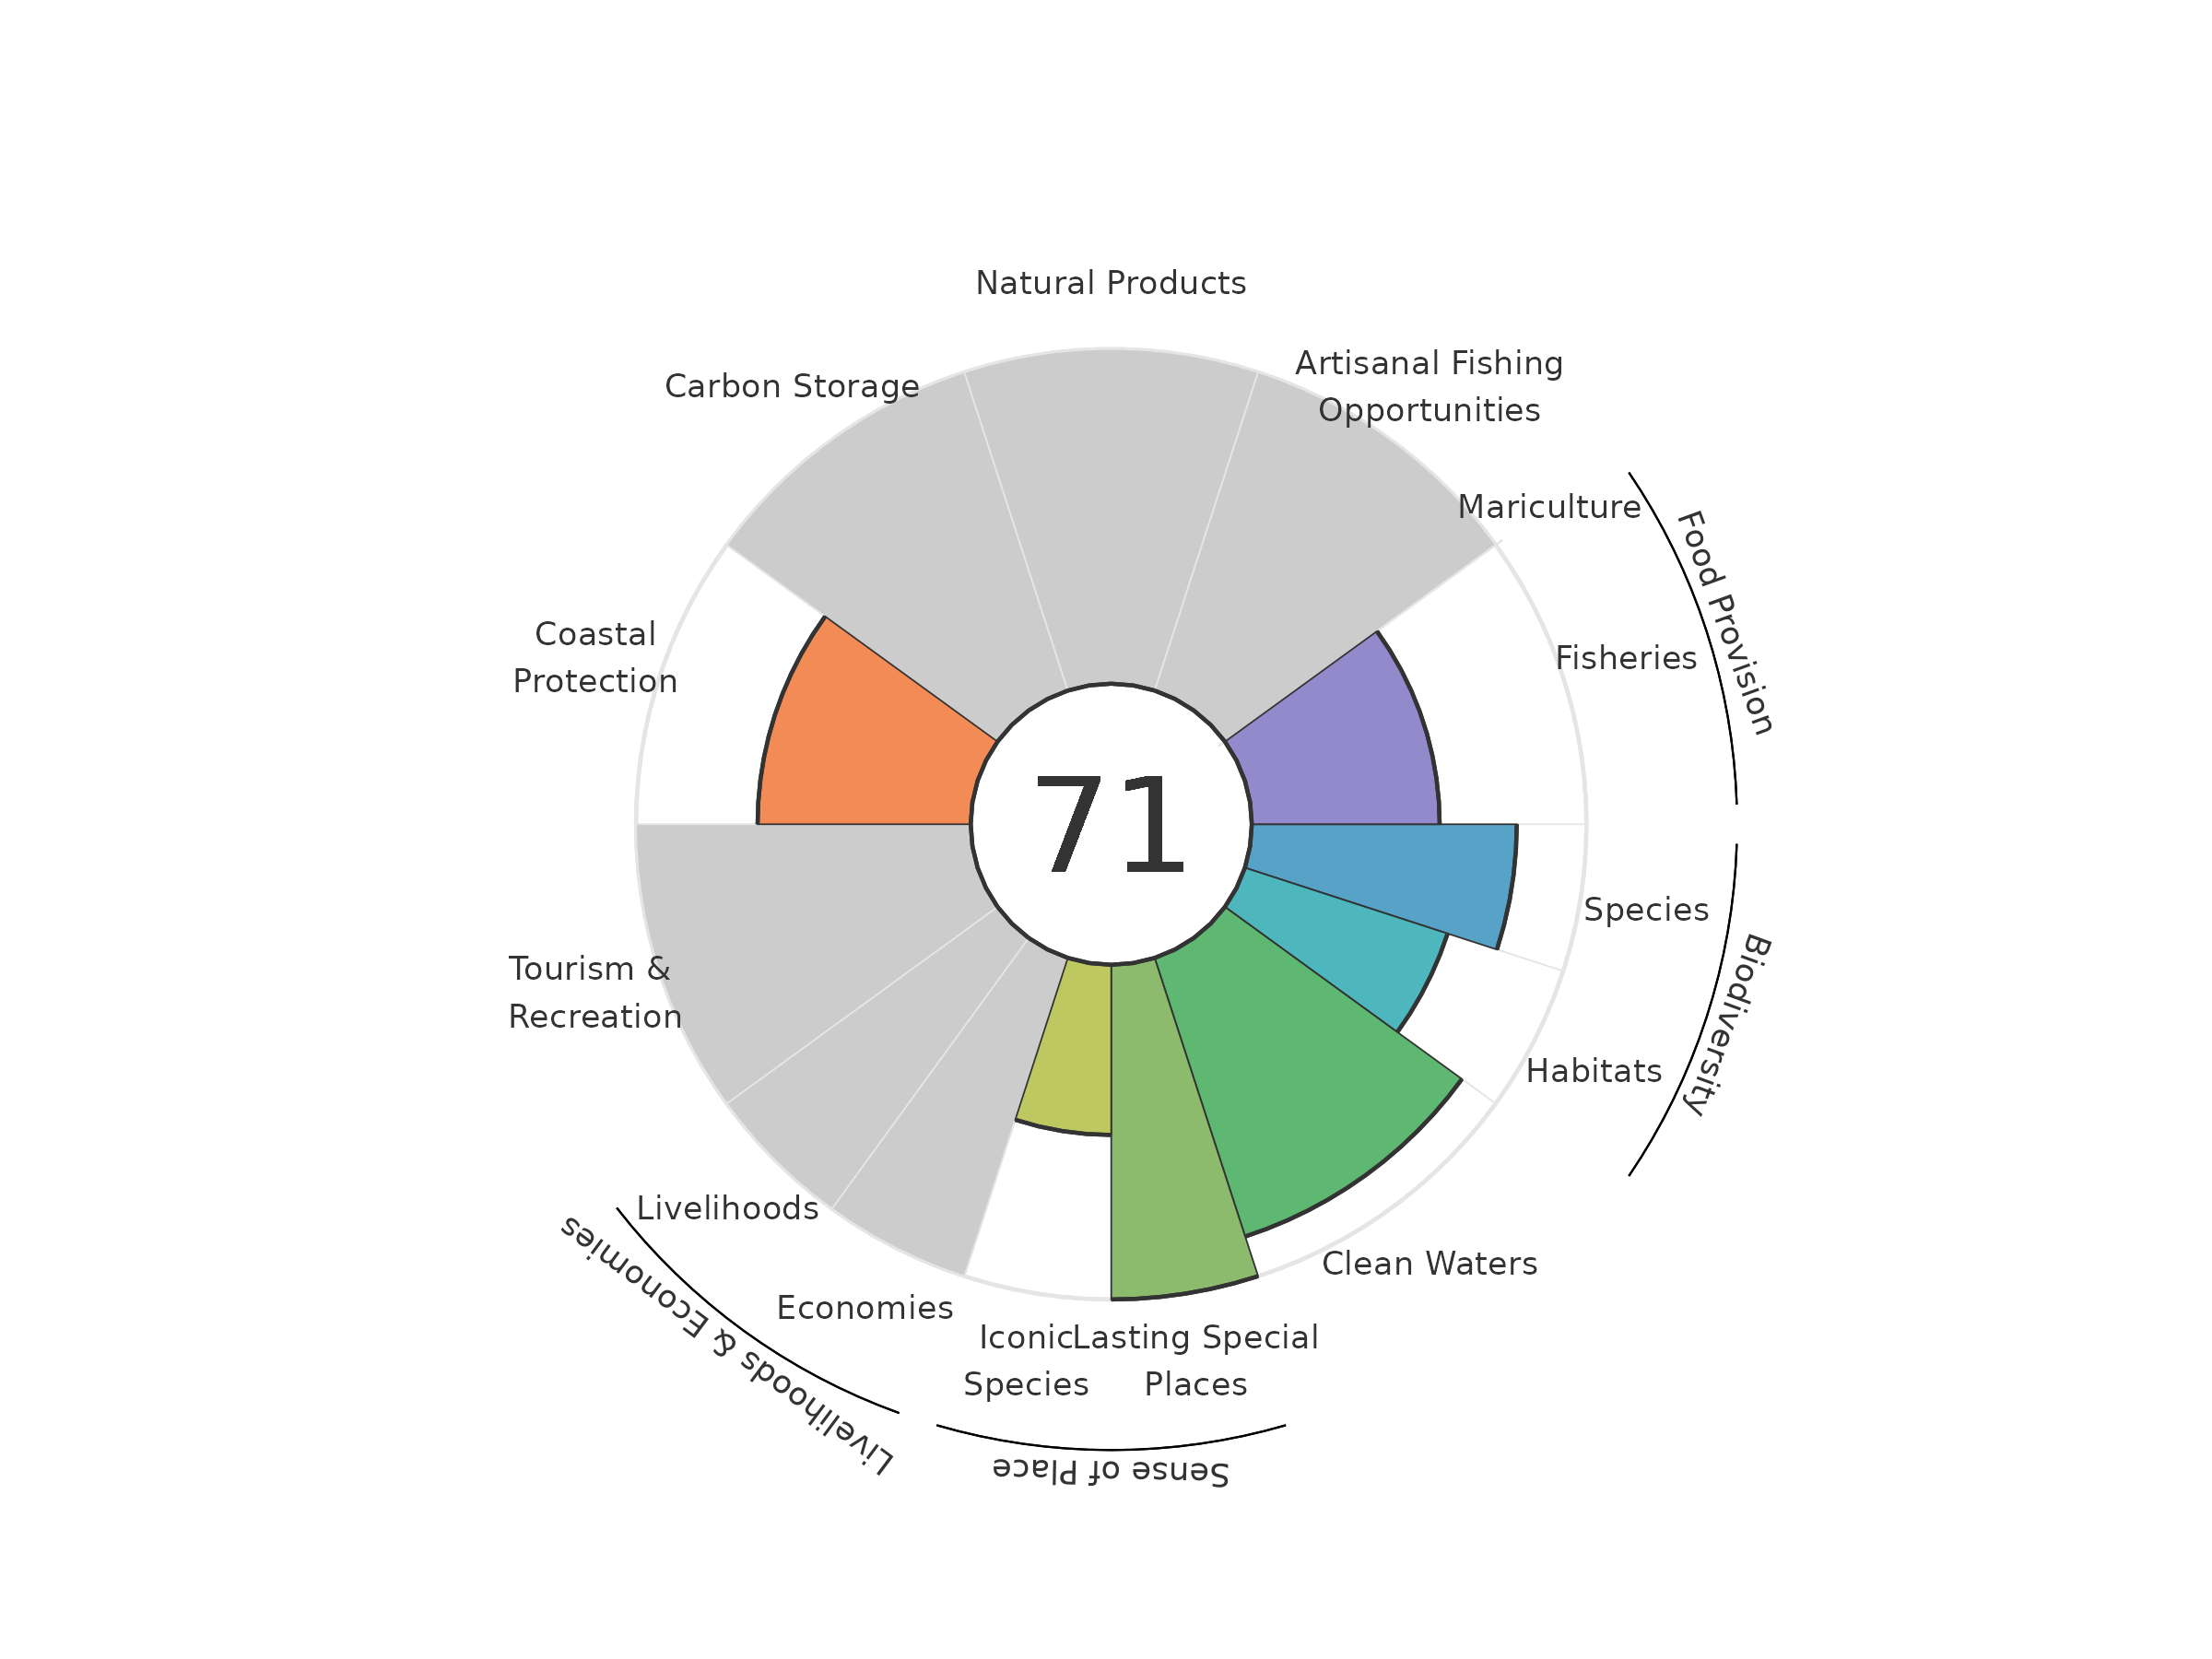 Natural Products
Artisanal Fishing
Opportunities
Carbon Storage
Mariculture
Food Provision
Fisheries
Coastal
Protection
71
Species
Biodiversity
Habitats
Tourism &
Recreation
Livelihoods
Clean Waters
Economies
Livelihoods & Economies
Iconic
Species
Lasting Special
Places
Sense of Place